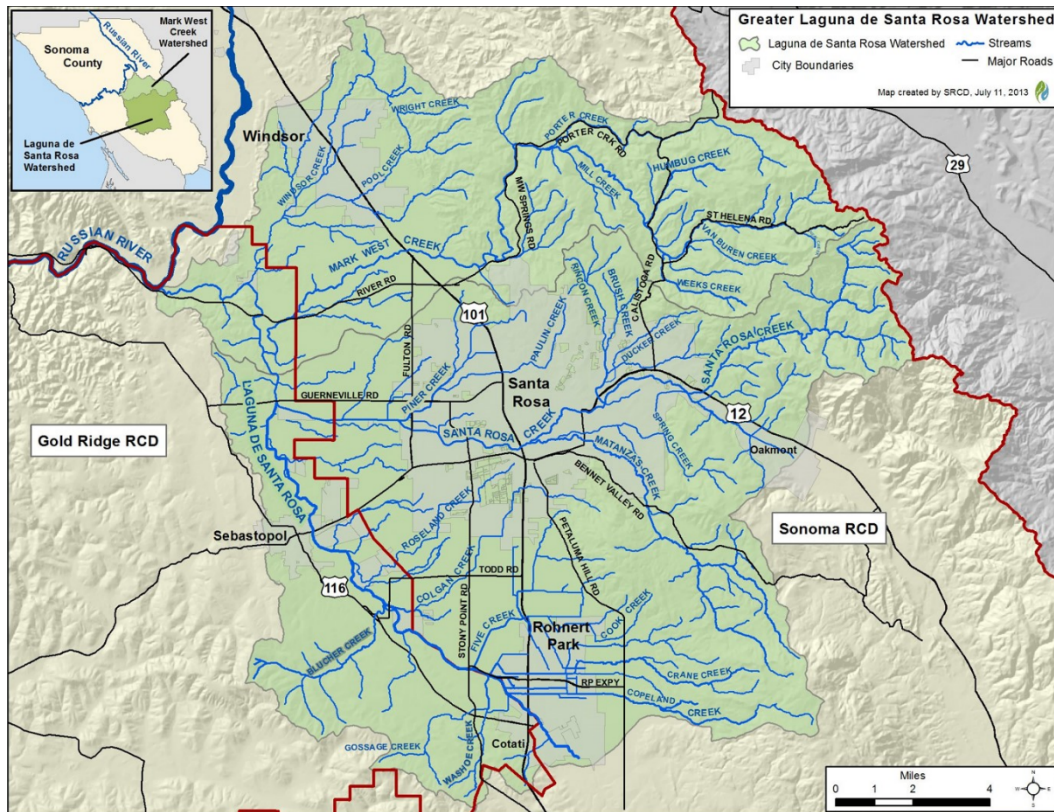 Greater Laguna de Santa Rosa Watershed
Laguna de Santa Rosa Watershed
Streams
City Boundaries
Major Roads
Map created by SRCD, July 11, 2013
Mark West
Creek
Watershed
Russian River
Sonoma
County
Laguna de
Santa Rosa
Watershed
Windsor
WRIGHT CREEK
WINDSOR CREEK
POOL CREEK
PORTER CREEK
PORTER CRK RD
MILL CREEK
HUMBUG CREEK
29
MW SPRINGS RD
ST HELENA RD
VAN BUREN CREEK
WEEKS CREEK
RUSSIAN RIVER
MARK WEST CREEK
RIVER RD
101
FULTON RD
PAULIN CREEK
RINCON CREEK
BRUSH CREEK
CALISTOGA RD
DUCKER CREEK
SANTA ROSA CREEK
LAGUNA DE SANTA ROSA
GUERNEVILLE RD
PINER CREEK
Santa
Rosa
12
SANTA ROSA CREEK
MATANZAS CREEK
SPRING CREEK
Oakmont
Gold Ridge RCD
BENNET VALLEY RD
Sonoma RCD
Sebastopol
ROSELAND CREEK
PETALUMA HILL RD
116
COLGAN CREEK
TODD RD
STONY POINT RD
FIVE CREEK
Rohnert
Park
COOK CREEK
BLUCHER CREEK
CRANE CREEK
RP EXPY
COPELAND CREEK
GOSSAGE CREEK
WASHOE CREEK
Cotati
Miles
0 1 2 4
N